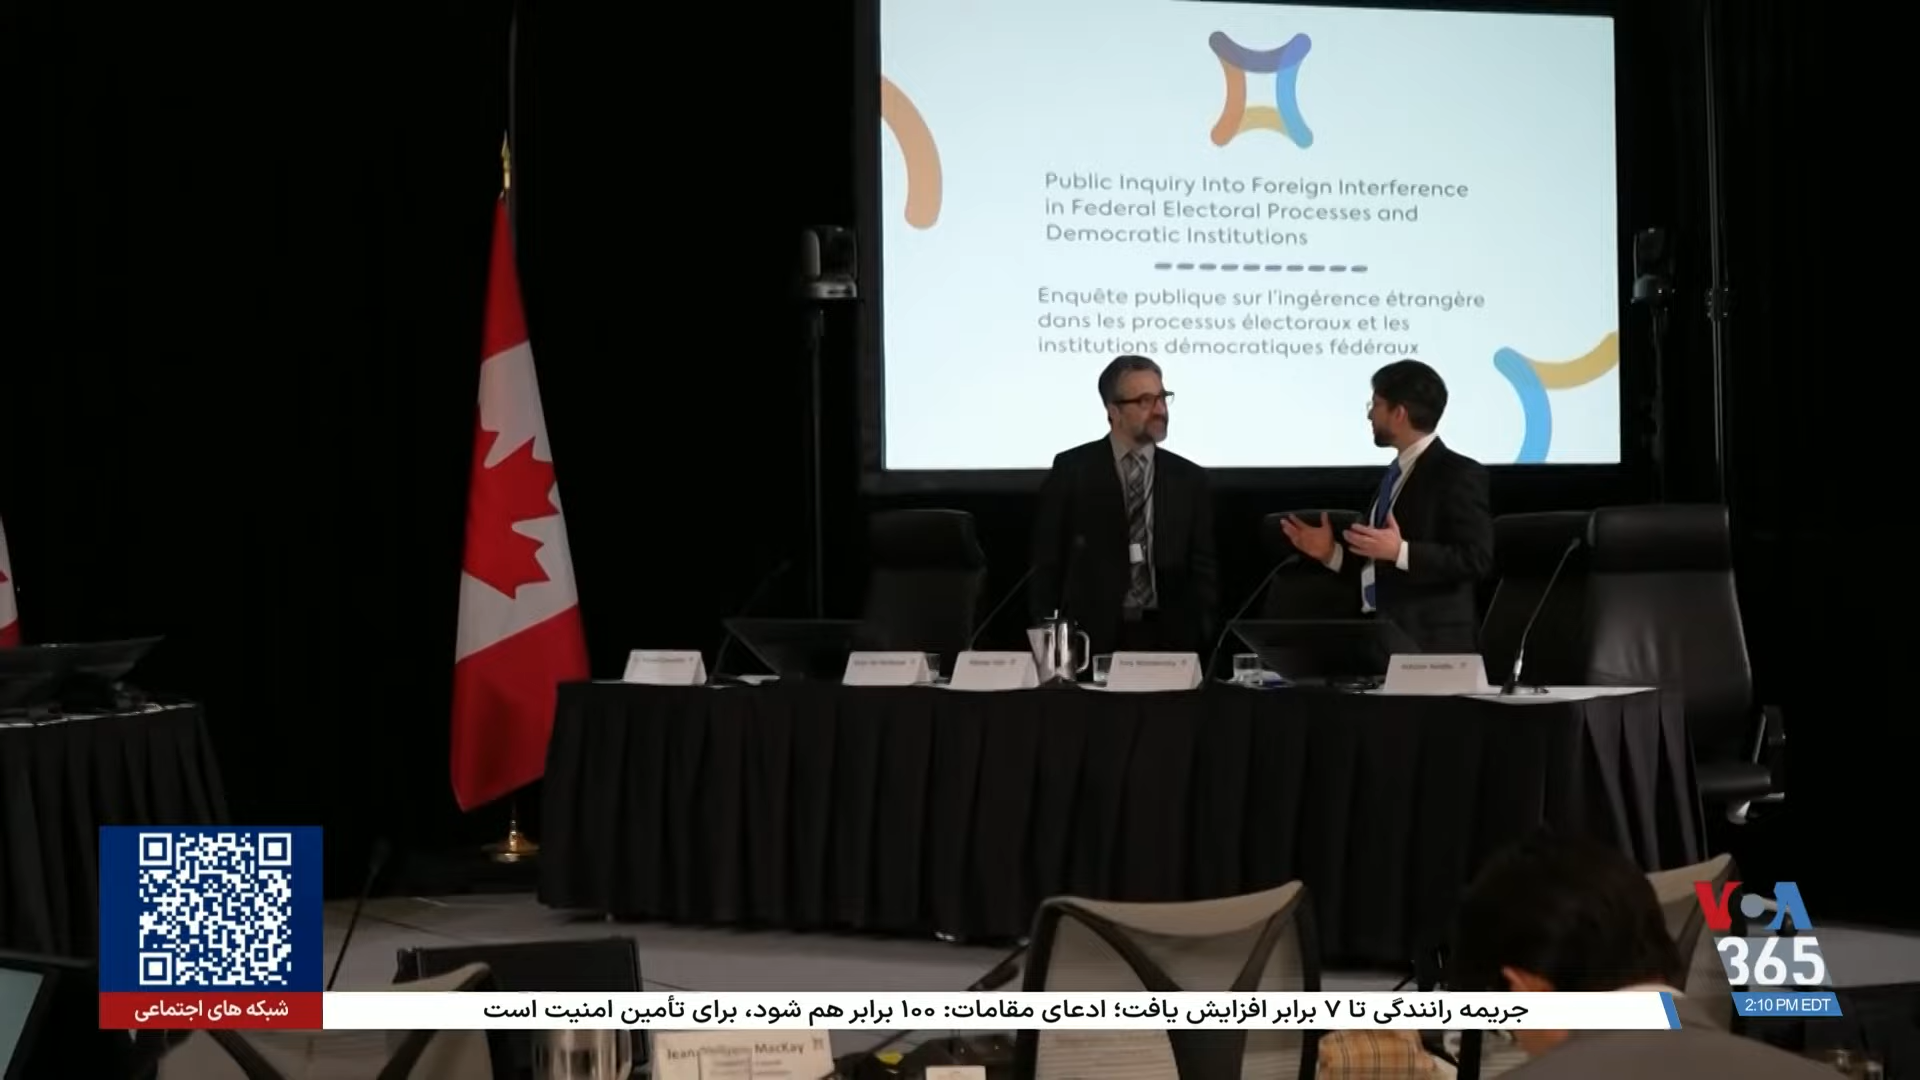 Public Inquiry Into Foreign Interference
in Federal Electoral Processes and
Democratic Institutions
Enquête publique sur l'ingérence étrangère
dans les processus électoraux et les
institutions démocratiques fédéraux
VOA
365
2:10 PM EDT
شبکه های اجتماعی
جریمه رانندگی تا ۷ برابر افزایش یافت؛ ادعای مقامات: ۱۰۰ برابر هم شود، برای تأمین امنیت است
MacKay